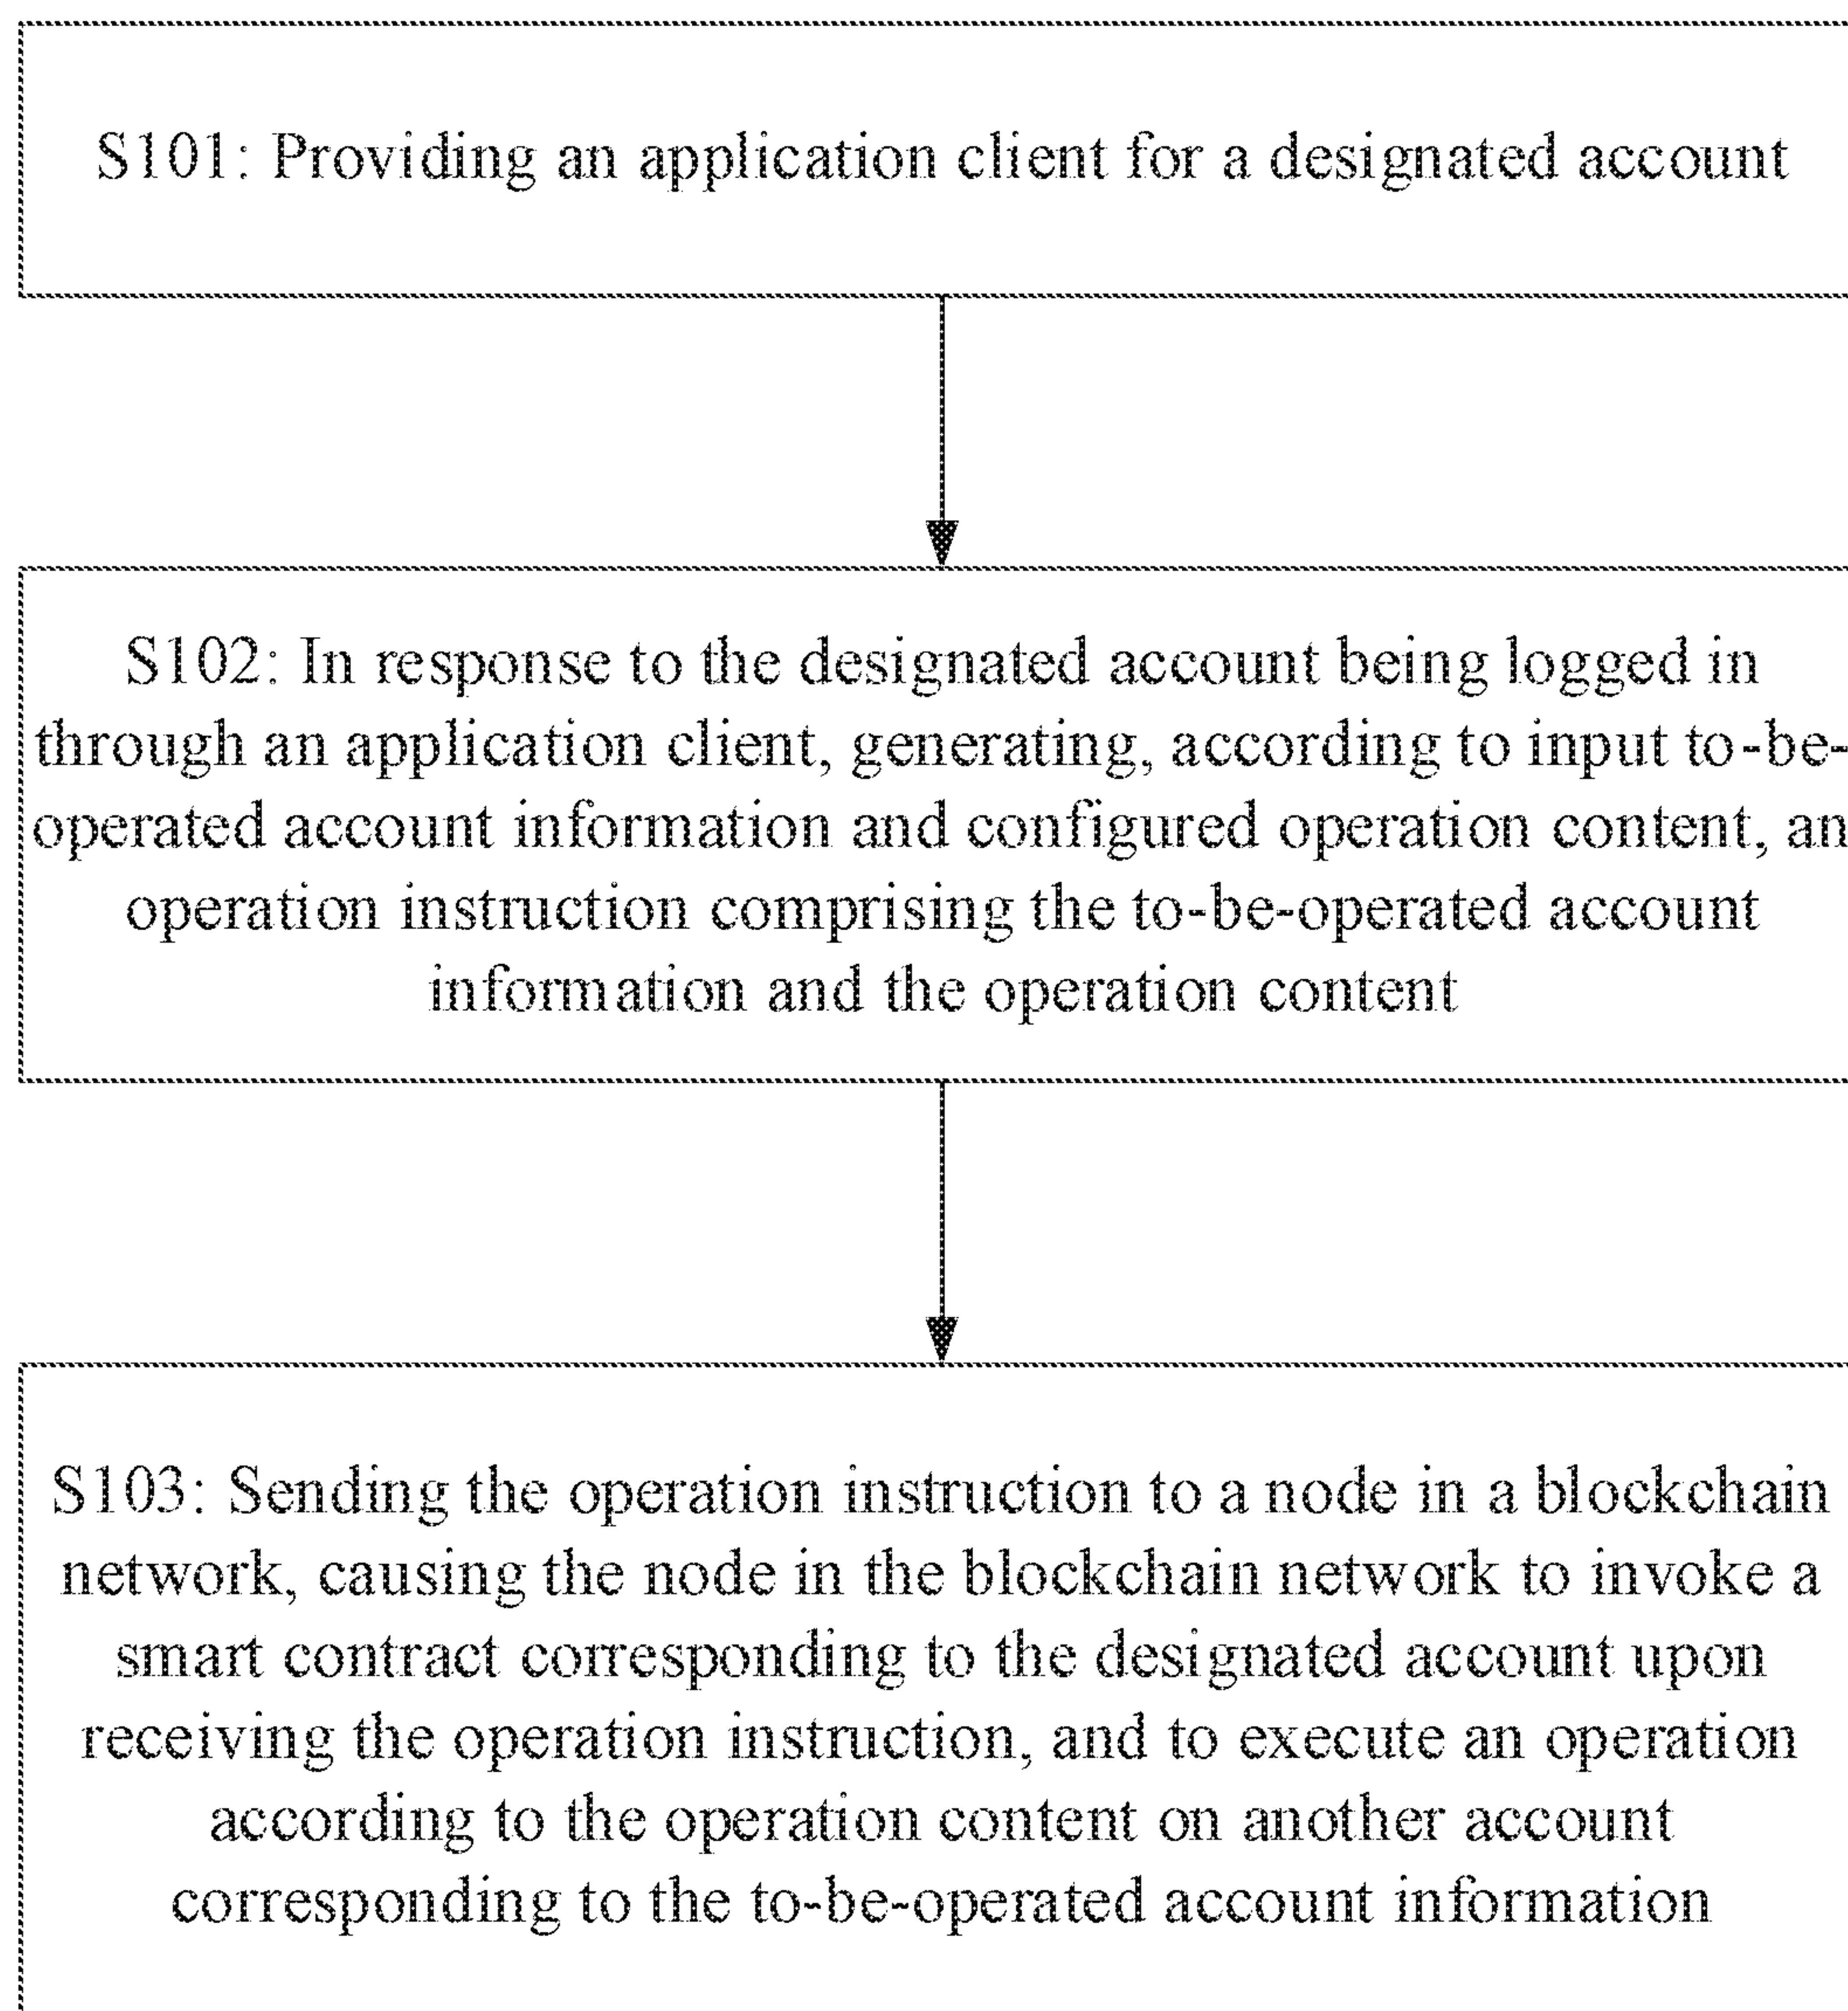 S101: Providing an application client for a designated account
S102: In response to the designated account being logged in
through an application client, generating, according to input to-be-
operated account information and configured operation content, an
operation instruction comprising the to-be-operated account
information and the operation content
S103: Sending the operation instruction to a node in a blockchain
network, causing the node in the blockchain network to invoke a
smart contract corresponding to the designated account upon
receiving the operation instruction, and to execute an operation
according to the operation content on another account
corresponding to the to-be-operated account information